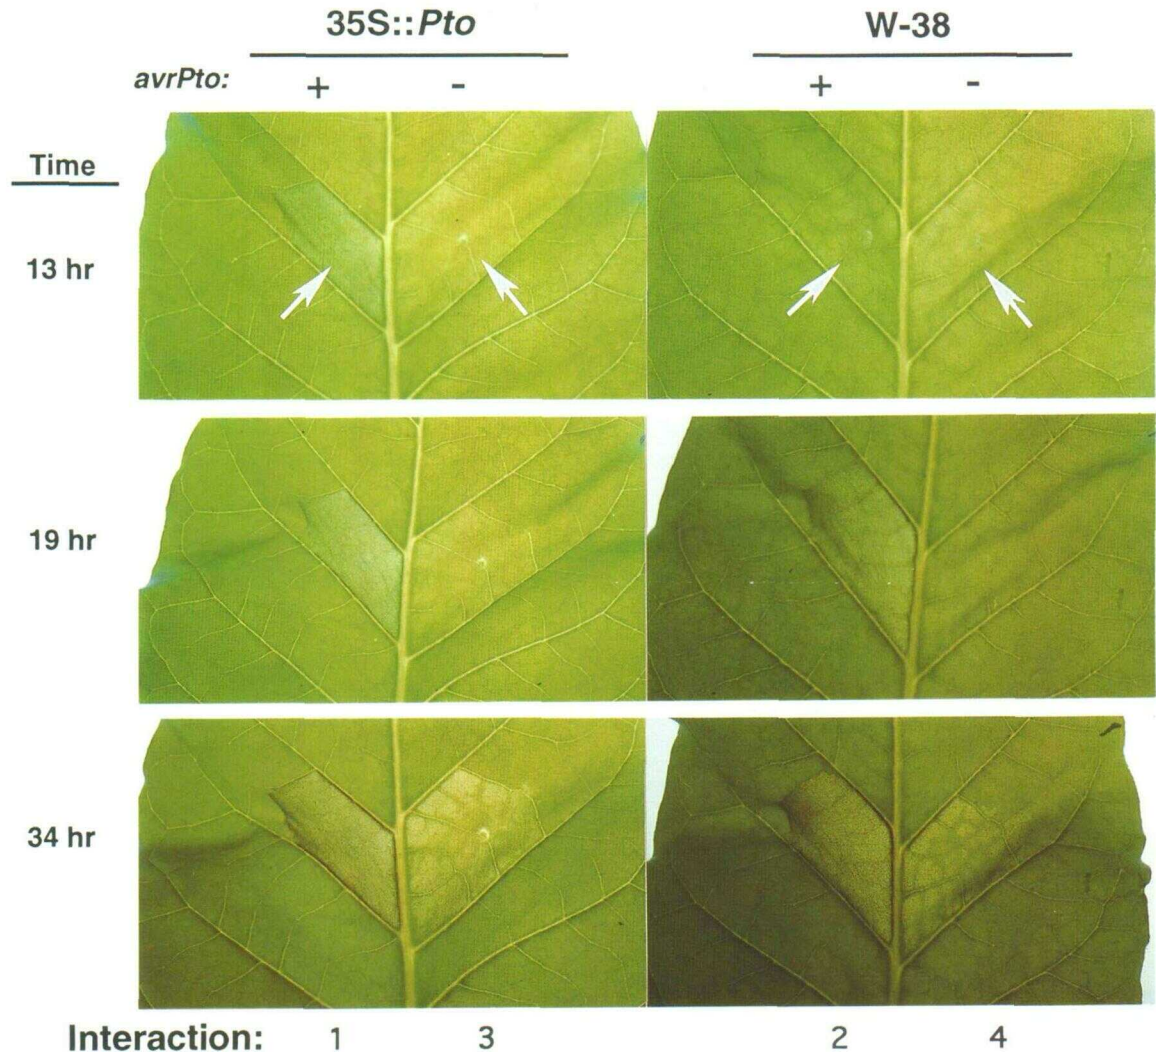 35S::Pto W-38
avrPto: + - + -
Time
13 hr
19 hr
34 hr
Interaction: 1 3 2 4